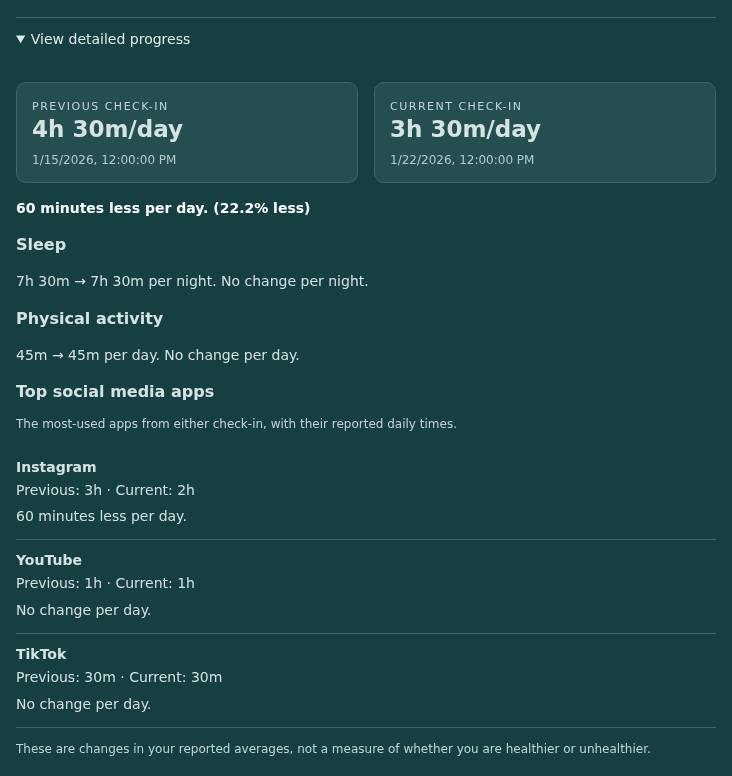 ▼ View detailed progress
PREVIOUS CHECK-IN
4h 30m/day
1/15/2026, 12:00:00 PM
CURRENT CHECK-IN
3h 30m/day
1/22/2026, 12:00:00 PM
60 minutes less per day. (22.2% less)
Sleep
7h 30m → 7h 30m per night. No change per night.
Physical activity
45m → 45m per day. No change per day.
Top social media apps
The most-used apps from either check-in, with their reported daily times.
Instagram
Previous: 3h · Current: 2h
60 minutes less per day.
YouTube
Previous: 1h · Current: 1h
No change per day.
TikTok
Previous: 30m · Current: 30m
No change per day.
These are changes in your reported averages, not a measure of whether you are healthier or unhealthier.